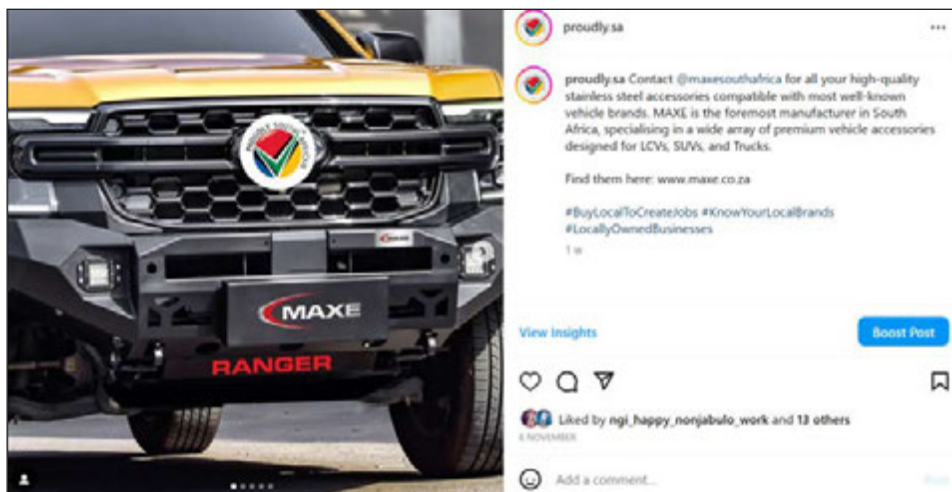 proudly.sa
proudly.sa Contact @maxesouthafrica for all your high-quality
stainless steel accessories compatible with most well-known
vehicle brands. MAXE is the foremost manufacturer in South
Africa, specialising in a wide array of premium vehicle accessories
designed for LCVs, SUVs, and Trucks.
Find them here: www.maxe.co.za
#BuyLocalToCreateJobs #KnowYourLocalBrands
#LocallyOwnedBusinesses
1 w
MAXE
MAXE
RANGER
View Insights
Boost Post
Liked by ngi_happy_nonjabulo_work and 13 others
6 NOVEMBER
Add a comment...